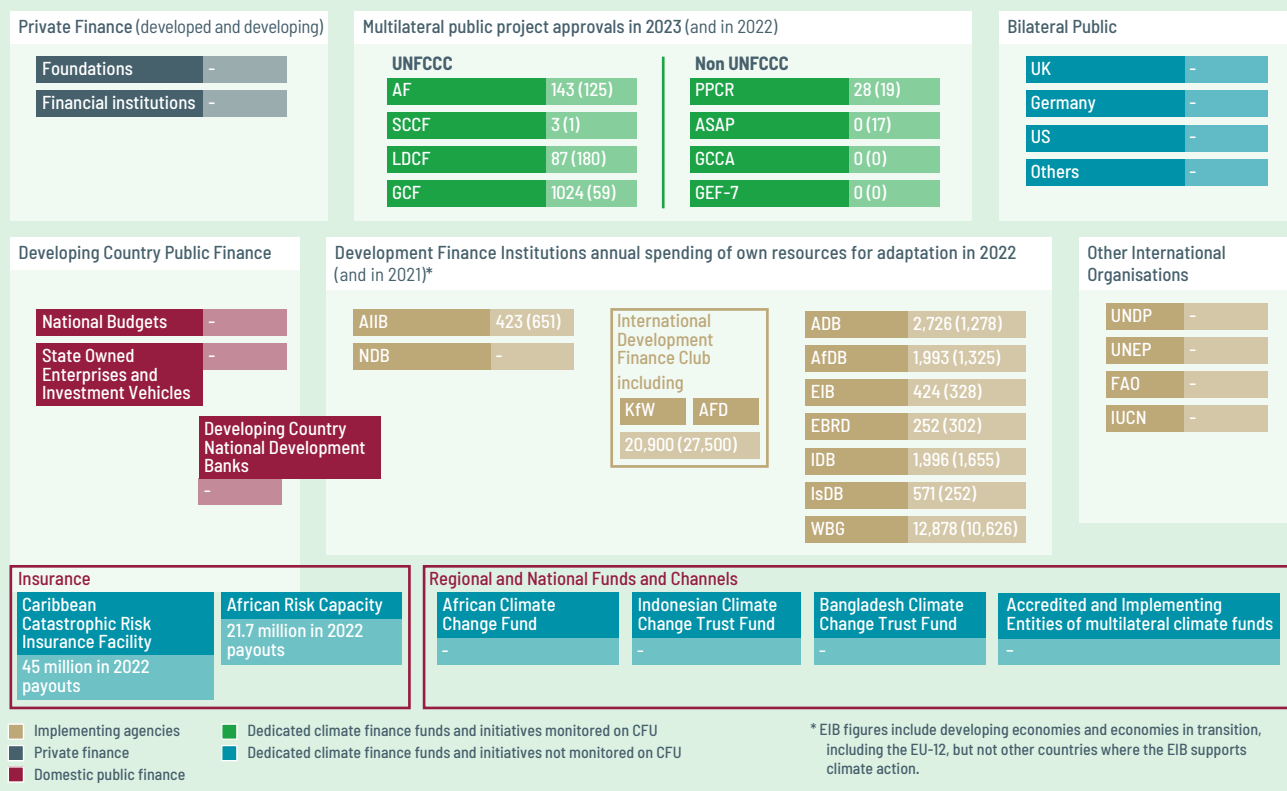 Private Finance (developed and developing)
Foundations
-
Financial institutions
-
Multilateral public project approvals in 2023 (and in 2022)
UNFCCC
AF
143 (125)
SCCF
3 (1)
LDCF
87 (180)
GCF
1024 (59)
Non UNFCCC
PPCR
28 (19)
ASAP
0 (17)
GCCA
0 (0)
GEF-7
0 (0)
Bilateral Public
UK
-
Germany
-
US
-
Others
-
Developing Country Public Finance
National Budgets
-
State Owned
Enterprises and
Investment Vehicles
-
Developing Country
National Development
Banks
-
Development Finance Institutions annual spending of own resources for adaptation in 2022
(and in 2021)*
AIIB
423 (651)
NDB
-
International
Development
Finance Club
including
KfW
AFD
20,900 (27,500)
ADB
2,726 (1,278)
AfDB
1,993 (1,325)
EIB
424 (328)
EBRD
252 (302)
IDB
1,996 (1,655)
IsDB
571 (252)
WBG
12,878 (10,626)
Other International
Organisations
UNDP
-
UNEP
-
FAO
-
IUCN
-
Insurance
Caribbean
Catastrophic Risk
Insurance Facility
45 million in 2022
payouts
African Risk Capacity
21.7 million in 2022
payouts
Regional and National Funds and Channels
African Climate
Change Fund
-
Indonesian Climate
Change Trust Fund
-
Bangladesh Climate
Change Trust Fund
-
Accredited and Implementing
Entities of multilateral climate funds
-
Implementing agencies
Private finance
Domestic public finance
Dedicated climate finance funds and initiatives monitored on CFU
Dedicated climate finance funds and initiatives not monitored on CFU
* EIB figures include developing economies and economies in transition,
including the EU-12, but not other countries where the EIB supports
climate action.